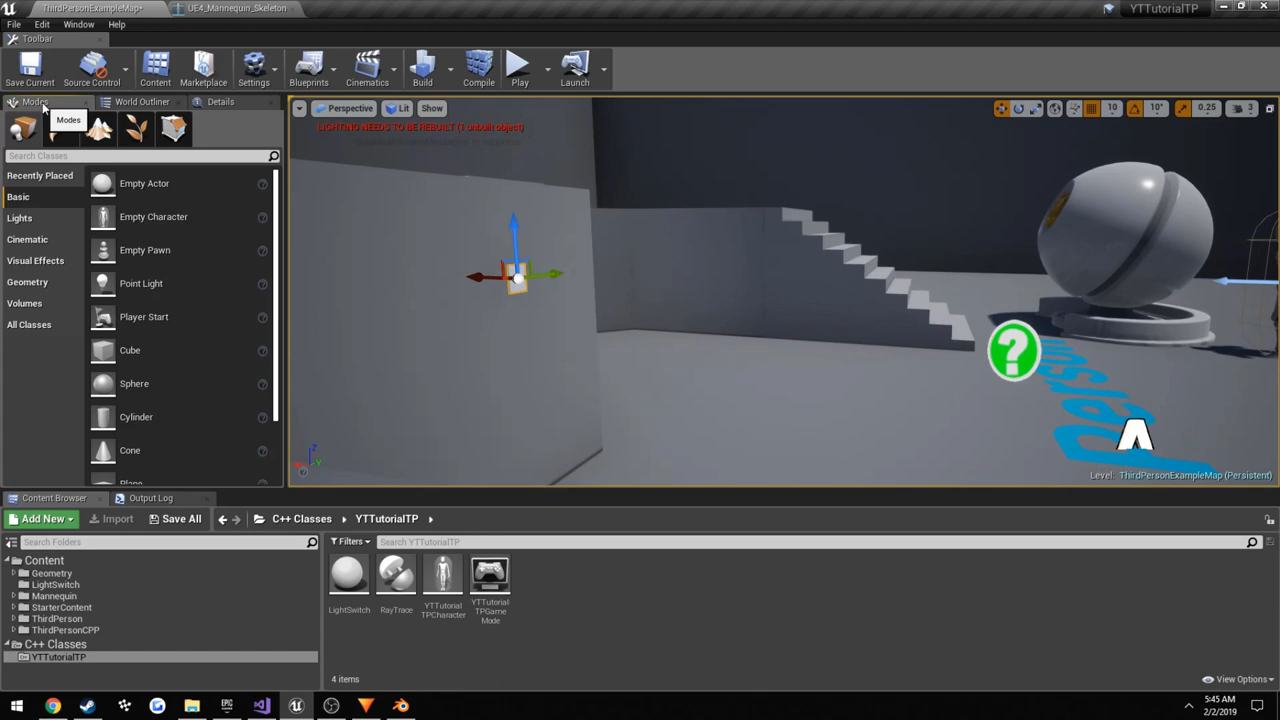 ThirdPersonExampleMap*
UE4_Mannequin_Skeleton
YTTutorialTP
File Edit Window Help
Toolbar
Save Current Source Control Content Marketplace Settings Blueprints Cinematics Build Compile Play Launch
Modes World Outliner Details
Modes
Search Classes
Recently Placed
Basic
Lights
Cinematic
Visual Effects
Geometry
Volumes
All Classes
Empty Actor
Empty Character
Empty Pawn
Point Light
Player Start
Cube
Sphere
Cylinder
Cone
Plane
Perspective Lit Show
10 10° 0.25 3
LIGHTING NEEDS TO BE REBUILT (1 unbuilt object)
Person
Level: ThirdPersonExampleMap (Persistent)
Content Browser Output Log
Add New Import Save All C++ Classes YTTutorialTP
Search Folders
Filters Search YTTutorialTP
Content
Geometry
LightSwitch
Mannequin
StarterContent
ThirdPerson
ThirdPersonCPP
C++ Classes
YTTutorialTP
LightSwitch
RayTrace
YTTutorial
TPCharacter
YTTutorial
TPGame
Mode
4 items
View Options
5:45 AM
2/2/2019